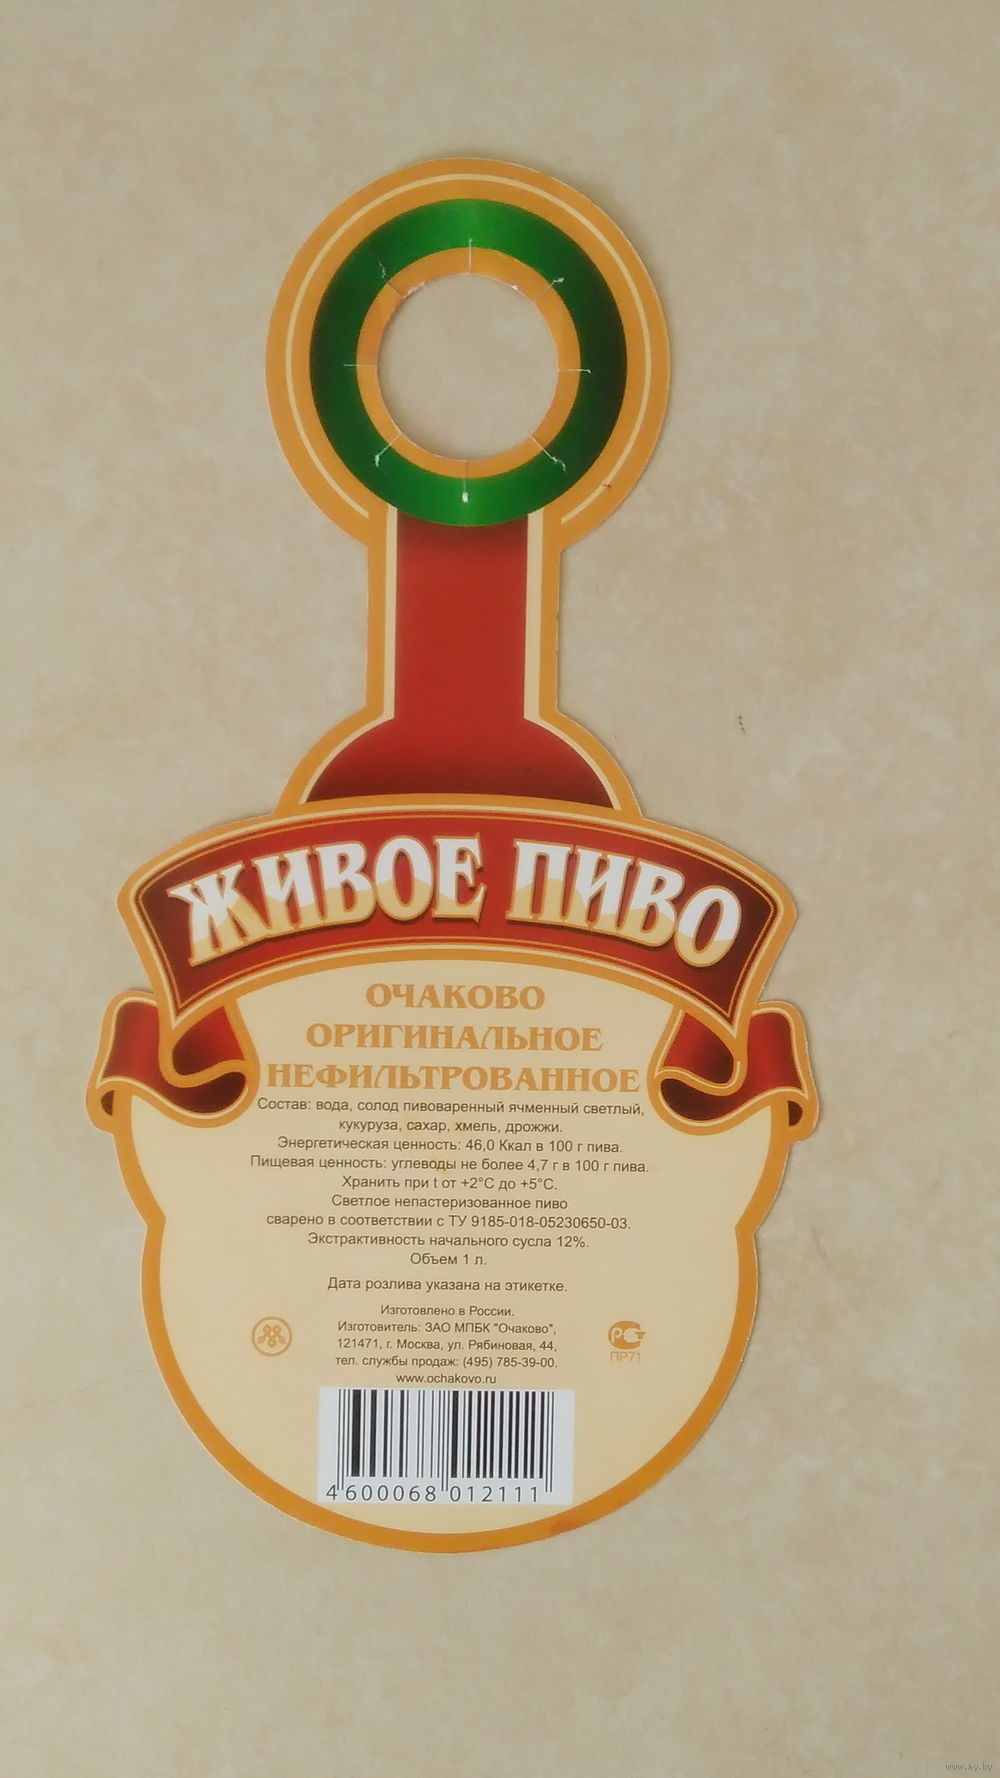 ЖИВОЕ ПИВО
ОЧАКОВО
ОРИГИНАЛЬНОЕ
НЕФИЛЬТРОВАННОЕ
Состав: вода, солод пивоваренный ячменный светлый,
кукуруза, сахар, хмель, дрожжи.
Энергетическая ценность: 46,0 Ккал в 100 г пива.
Пищевая ценность: углеводы не более 4,7 г в 100 г пива.
Хранить при t от +2°С до +5°С.
Светлое непастеризованное пиво
сварено в соответствии с ТУ 9185-018-05230650-03.
Экстрактивность начального сусла 12%.
Объем 1 л.
Дата розлива указана на этикетке.
Изготовлено в России.
Изготовитель: ЗАО МПБК "Очаково",
121471, г. Москва, ул. Рябиновая, 44,
тел. службы продаж: (495) 785-39-00.
www.ochakovo.ru
РСТ
ПР71
4 600068 012111
www.ay.by